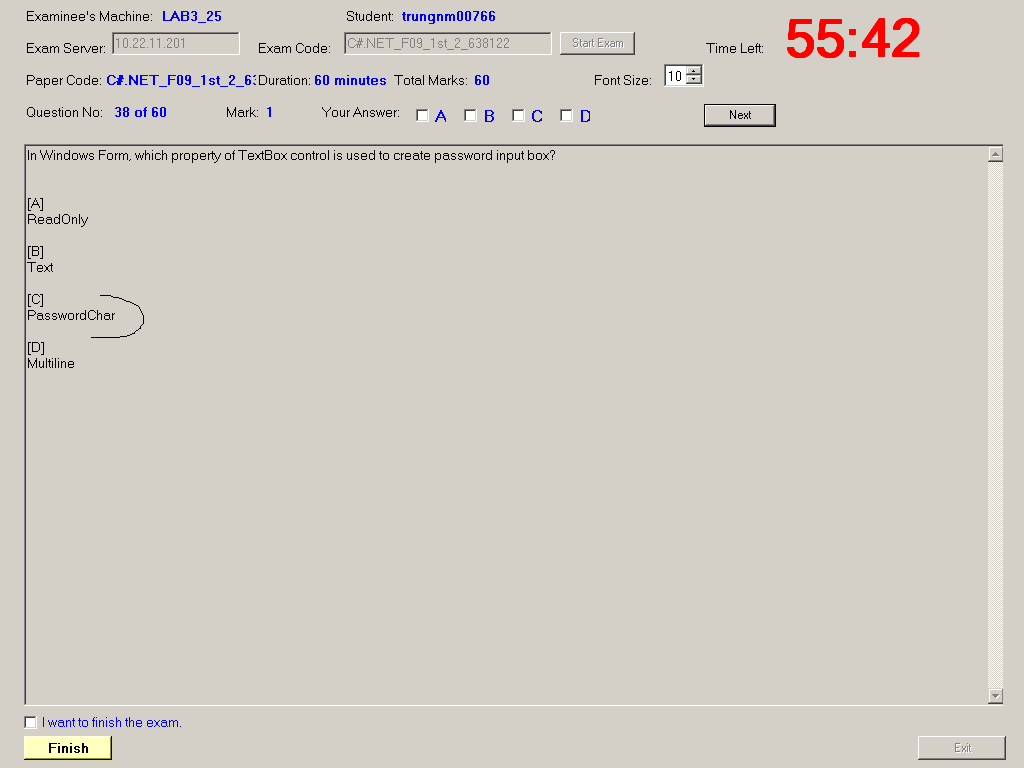 Examinee's Machine: LAB3_25 Student: trungnm00766
Exam Server: 10.22.11.201 Exam Code: C#.NET_F09_1st_2_638122 Start Exam Time Left: 55:42
Paper Code: C#.NET_F09_1st_2_63 Duration: 60 minutes Total Marks: 60 Font Size: 10
Question No: 38 of 60 Mark: 1 Your Answer: A B C D Next
In Windows Form, which property of TextBox control is used to create password input box?
[A]
ReadOnly
[B]
Text
[C]
PasswordChar
[D]
Multiline
I want to finish the exam.
Finish Exit